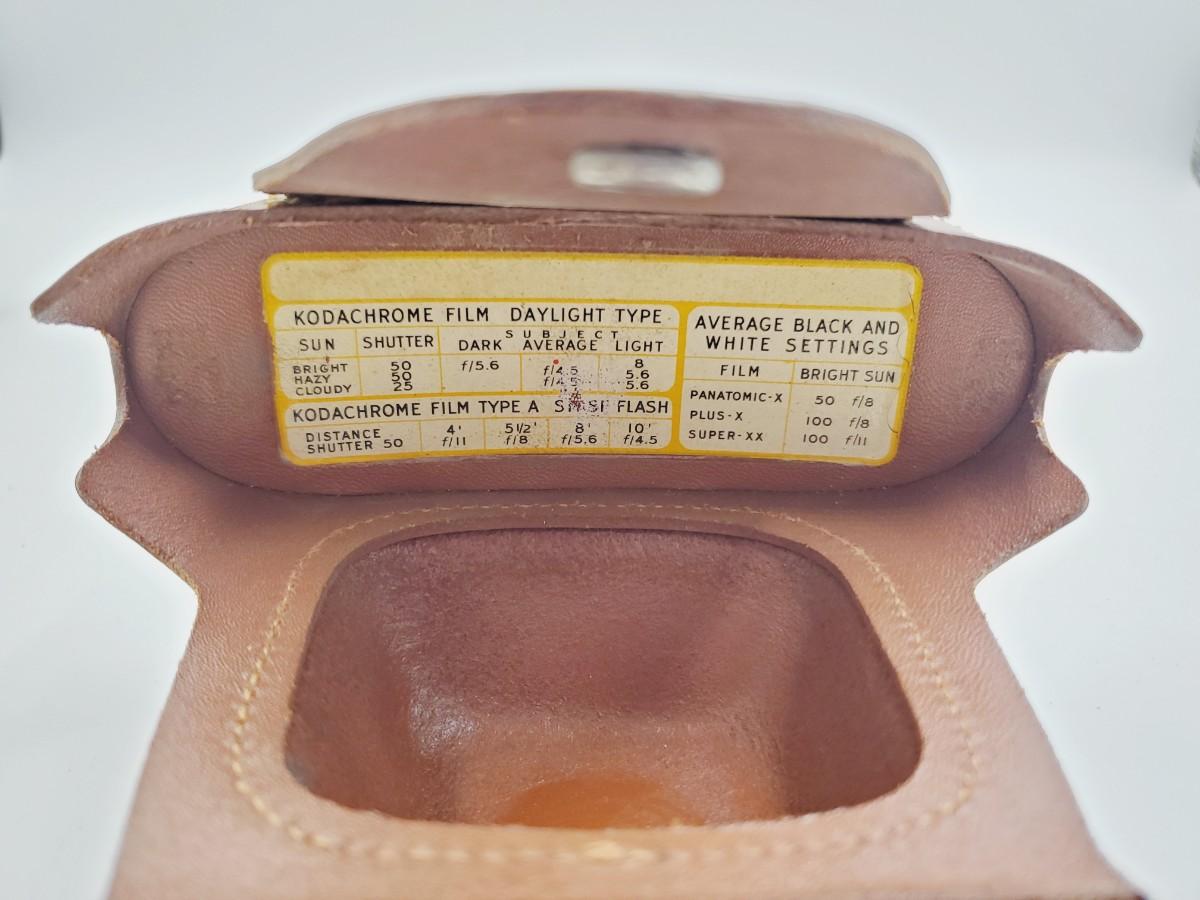 KODACHROME FILM DAYLIGHT TYPE
SUBJECT
SUN SHUTTER DARK AVERAGE LIGHT
BRIGHT 50 f/5.6 f/4.5 8
HAZY 50 f/4.5 5.6
CLOUDY 25 5.6
KODACHROME FILM TYPE A FLASH
DISTANCE 4' 5 1/2' 8' 10'
SHUTTER 50 f/11 f/8 f/5.6 f/4.5
AVERAGE BLACK AND
WHITE SETTINGS
FILM BRIGHT SUN
PANATOMIC-X 50 f/8
PLUS-X 100 f/8
SUPER-XX 100 f/11